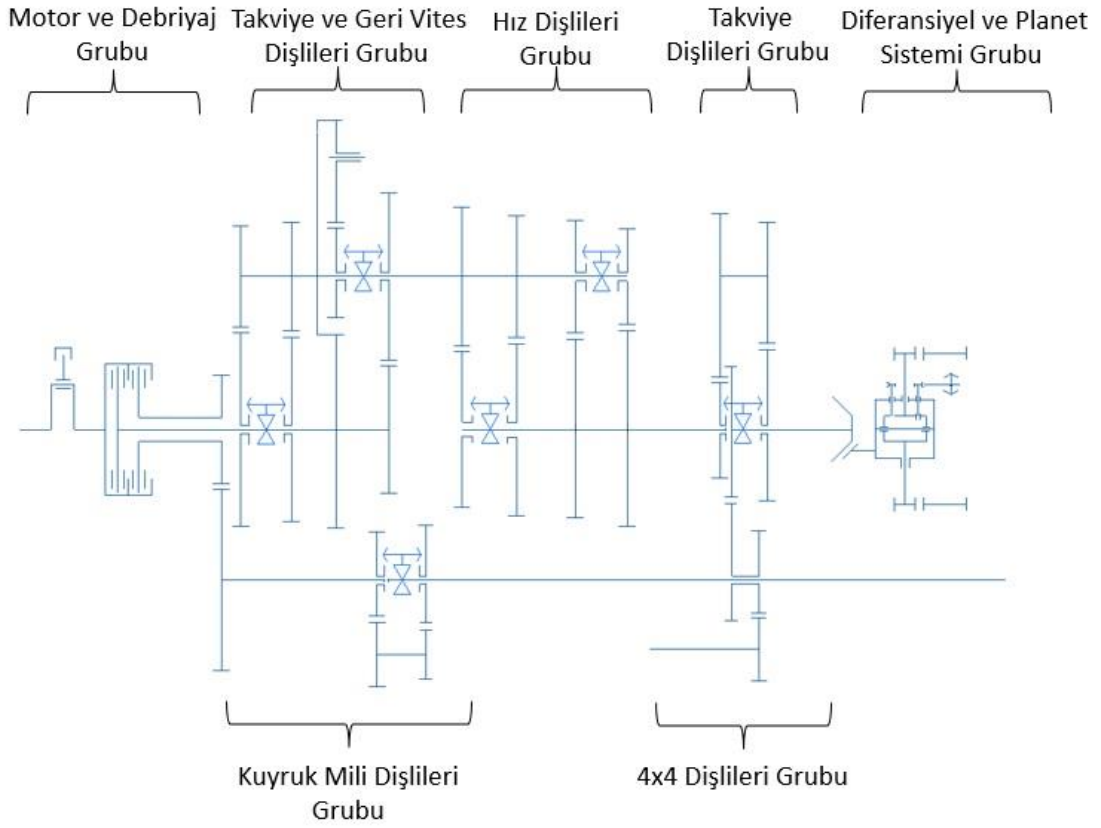 Motor ve Debriyaj
Grubu
Takviye ve Geri Vites
Dişlileri Grubu
Hız Dişlileri
Grubu
Takviye
Dişlileri Grubu
Diferansiyel ve Planet
Sistemi Grubu
Kuyruk Mili Dişlileri
Grubu
4x4 Dişlileri Grubu